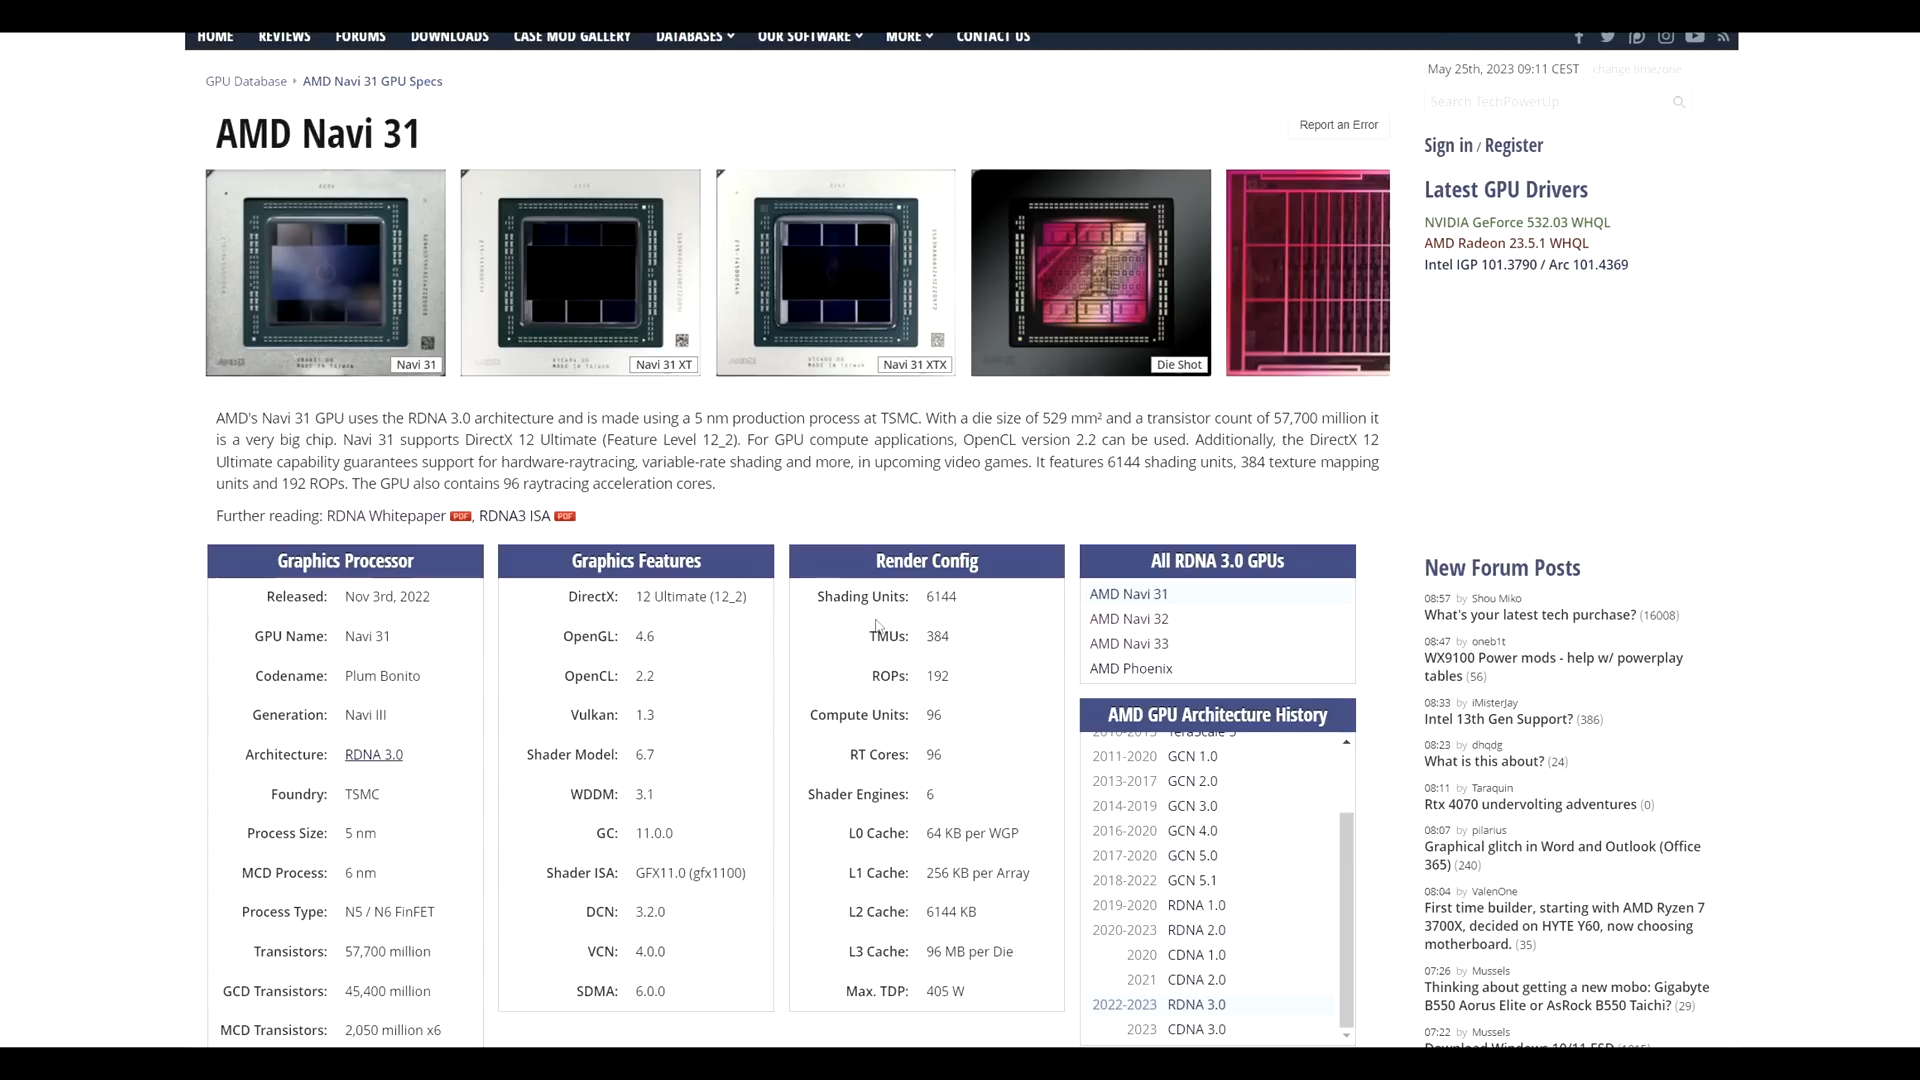 HOME REVIEWS FORUMS DOWNLOADS CASE MOD GALLERY DATABASES OUR SOFTWARE MORE CONTACT US
GPU Database AMD Navi 31 GPU Specs
AMD Navi 31
Report an Error
Navi 31
Navi 31 XT
Navi 31 XTX
Die Shot
AMD's Navi 31 GPU uses the RDNA 3.0 architecture and is made using a 5 nm production process at TSMC. With a die size of 529 mm² and a transistor count of 57,700 million it
is a very big chip. Navi 31 supports DirectX 12 Ultimate (Feature Level 12_2). For GPU compute applications, OpenCL version 2.2 can be used. Additionally, the DirectX 12
Ultimate capability guarantees support for hardware-raytracing, variable-rate shading and more, in upcoming video games. It features 6144 shading units, 384 texture mapping
units and 192 ROPs. The GPU also contains 96 raytracing acceleration cores.
Further reading: RDNA Whitepaper PDF, RDNA3 ISA PDF
Graphics Processor
Released: Nov 3rd, 2022
GPU Name: Navi 31
Codename: Plum Bonito
Generation: Navi III
Architecture: RDNA 3.0
Foundry: TSMC
Process Size: 5 nm
MCD Process: 6 nm
Process Type: N5 / N6 FinFET
Transistors: 57,700 million
GCD Transistors: 45,400 million
MCD Transistors: 2,050 million x6
Graphics Features
DirectX: 12 Ultimate (12_2)
OpenGL: 4.6
OpenCL: 2.2
Vulkan: 1.3
Shader Model: 6.7
WDDM: 3.1
GC: 11.0.0
Shader ISA: GFX11.0 (gfx1100)
DCN: 3.2.0
VCN: 4.0.0
SDMA: 6.0.0
Render Config
Shading Units: 6144
TMUs: 384
ROPs: 192
Compute Units: 96
RT Cores: 96
Shader Engines: 6
L0 Cache: 64 KB per WGP
L1 Cache: 256 KB per Array
L2 Cache: 6144 KB
L3 Cache: 96 MB per Die
Max. TDP: 405 W
All RDNA 3.0 GPUs
AMD Navi 31
AMD Navi 32
AMD Navi 33
AMD Phoenix
AMD GPU Architecture History
2011-2020 GCN 1.0
2013-2017 GCN 2.0
2014-2019 GCN 3.0
2016-2020 GCN 4.0
2017-2020 GCN 5.0
2018-2022 GCN 5.1
2019-2020 RDNA 1.0
2020-2023 RDNA 2.0
2020 CDNA 1.0
2021 CDNA 2.0
2022-2023 RDNA 3.0
2023 CDNA 3.0
May 25th, 2023 09:11 CEST change timezone
Search TechPowerUp
Sign in / Register
Latest GPU Drivers
NVIDIA GeForce 532.03 WHQL
AMD Radeon 23.5.1 WHQL
Intel IGP 101.3790 / Arc 101.4369
New Forum Posts
08:57 by Shou Miko
What's your latest tech purchase? (16008)
08:47 by oneb1t
WX9100 Power mods - help w/ powerplay
tables (56)
08:33 by iMisterJay
Intel 13th Gen Support? (386)
08:23 by dhqdg
What is this about? (24)
08:11 by Taraquin
Rtx 4070 undervolting adventures (0)
08:07 by pilarius
Graphical glitch in Word and Outlook (Office
365) (240)
08:04 by ValenOne
First time builder, starting with AMD Ryzen 7
3700X, decided on HYTE Y60, now choosing
motherboard. (35)
07:26 by Mussels
Thinking about getting a new mobo: Gigabyte
B550 Aorus Elite or AsRock B550 Taichi? (29)
07:22 by Mussels